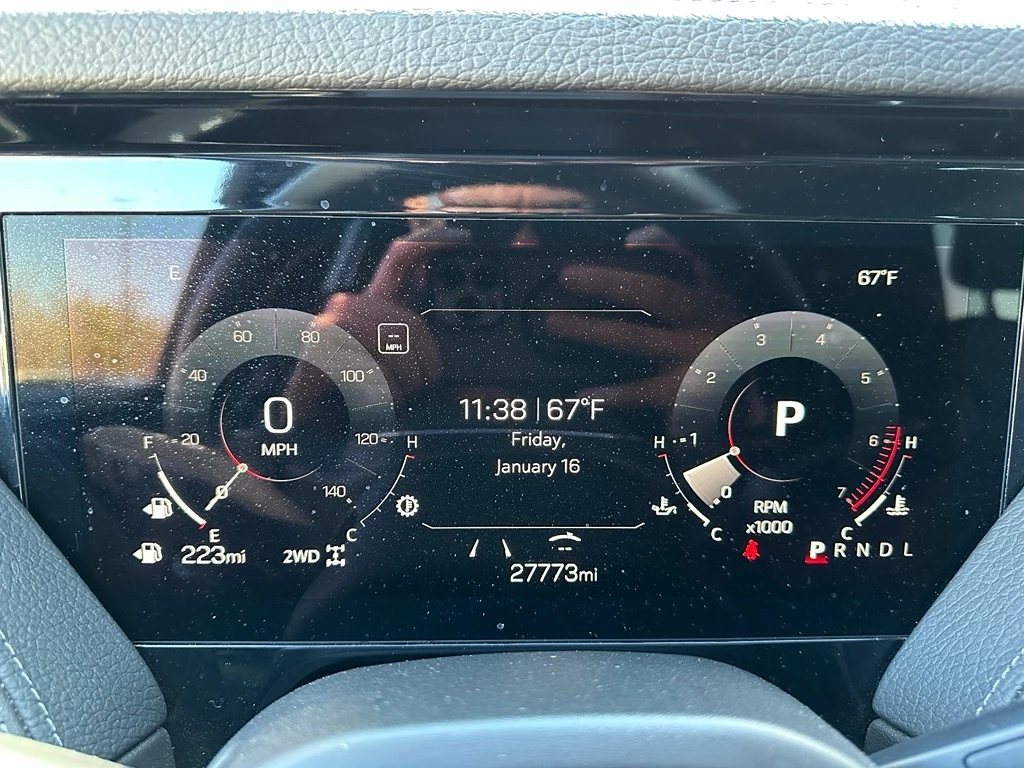 E
67°F
60 80
40 100
20 120
0 140
F H
E C
0
MPH
-- MPH
11:38 | 67°F
Friday,
January 16
3 4
2 5
1 6
0 7
H H
C C
P
RPM
x1000
223mi
2WD
--
27773mi
P R N D L